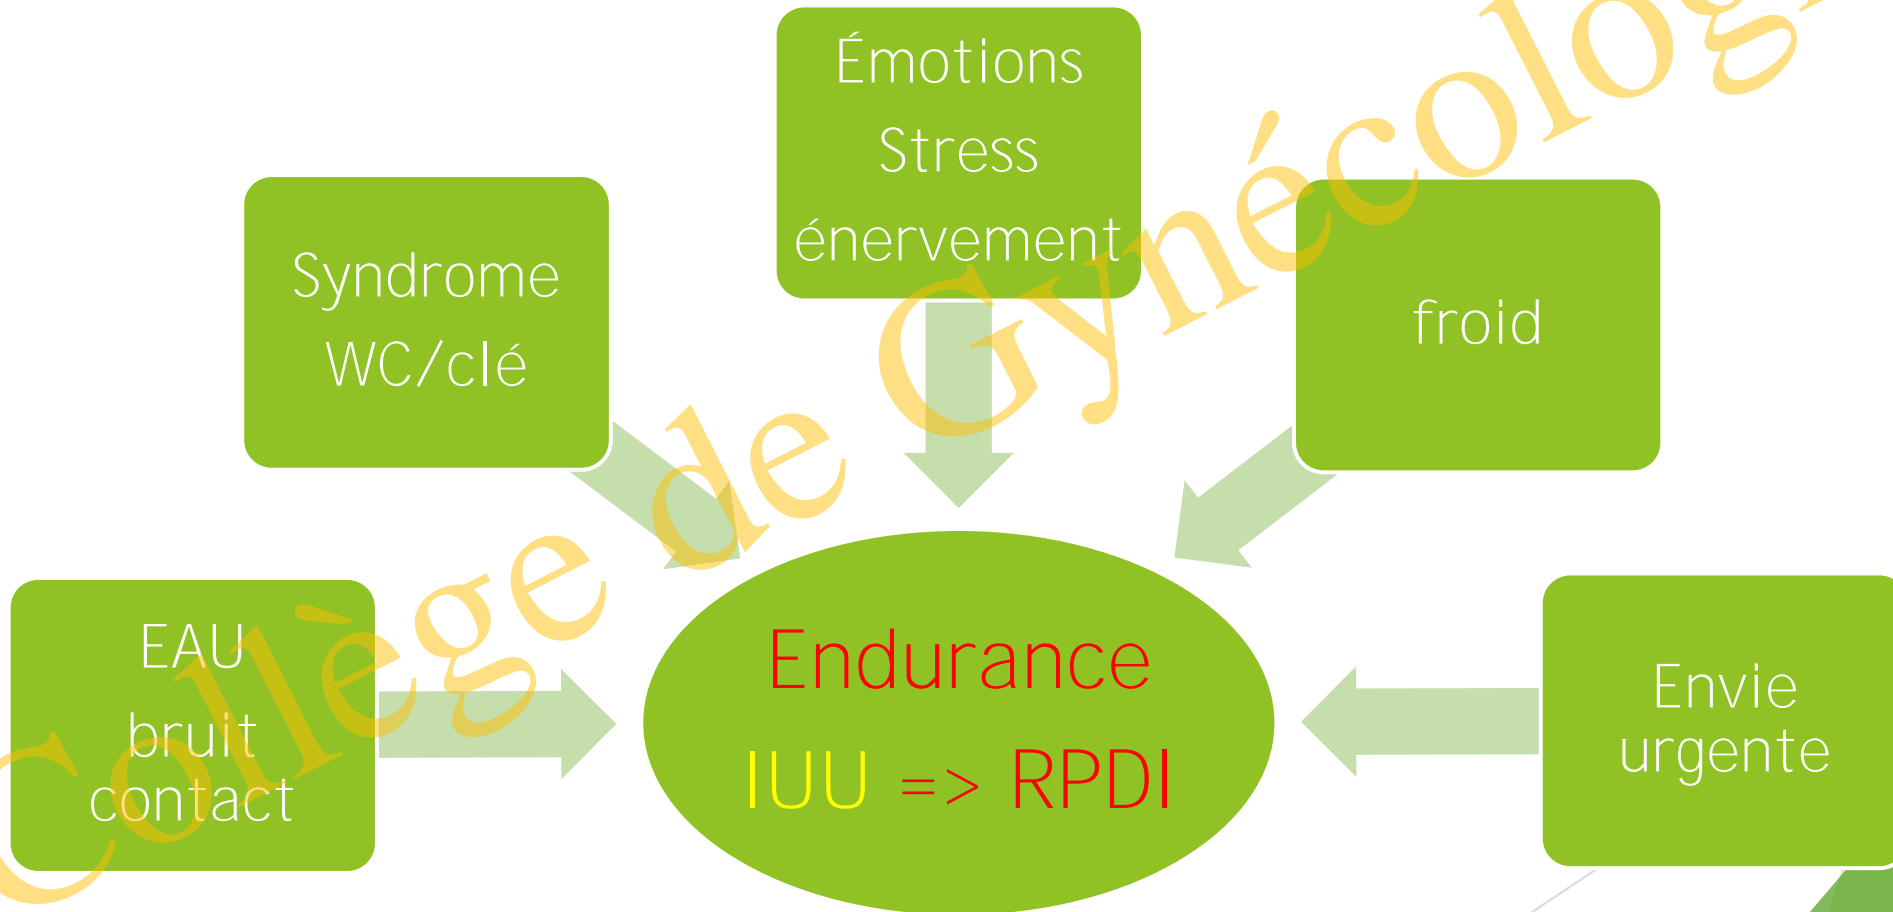 Émotions
Stress
énervement
Syndrome
WC/clé
froid
EAU
bruit
contact
Endurance
IUU => RPDI
Envie
urgente
Collège de Gynécolog